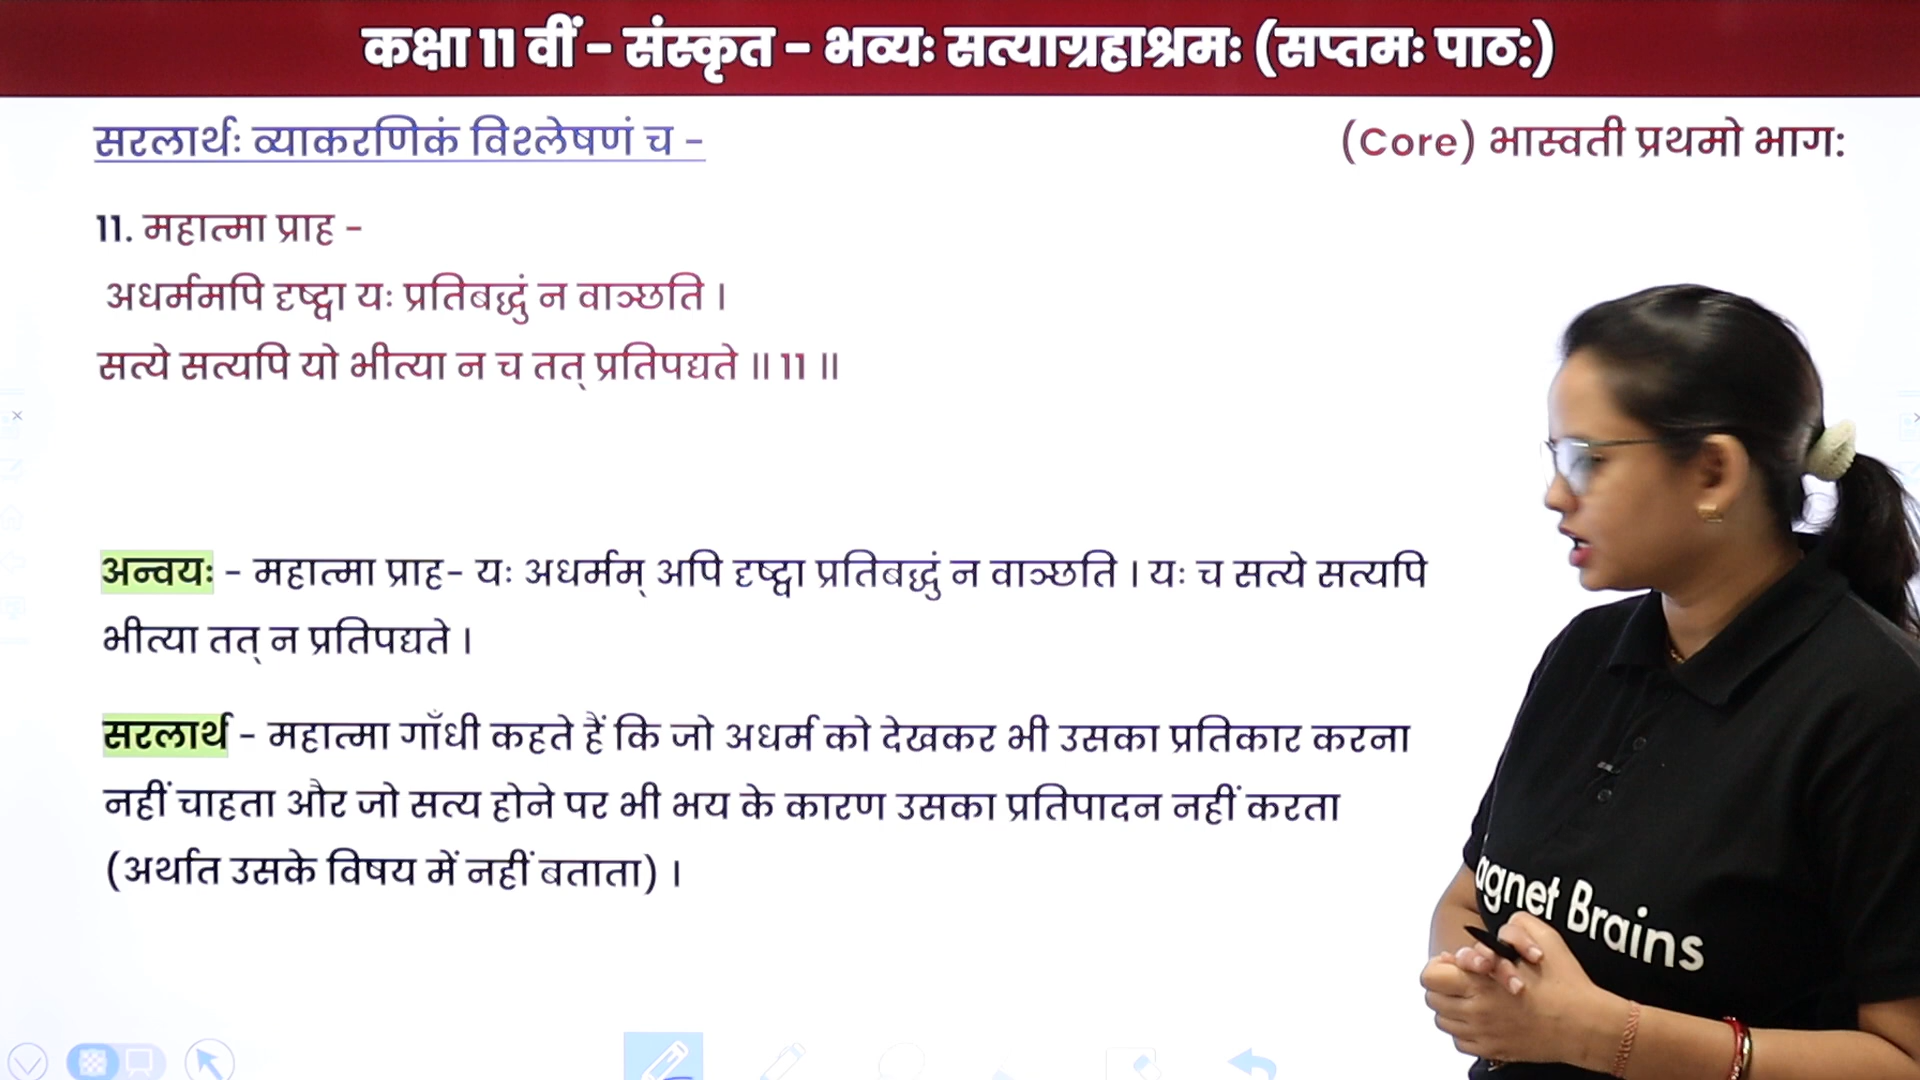 कक्षा 11 वीं – संस्कृत – भव्यः सत्याग्रहाश्रमः (सप्तमः पाठ:)
सरलार्थः व्याकरणिकं विश्लेषणं च –
(Core) भास्वती प्रथमो भाग:
11. महात्मा प्राह –
अधर्ममपि दृष्ट्वा यः प्रतिबद्धुं न वाञ्छति ।
सत्ये सत्यपि यो भीत्या न च तत् प्रतिपद्यते ॥ 11 ॥
अन्वयः – महात्मा प्राह– यः अधर्मम् अपि दृष्ट्वा प्रतिबद्धुं न वाञ्छति । यः च सत्ये सत्यपि
भीत्या तत् न प्रतिपद्यते ।
सरलार्थ – महात्मा गाँधी कहते हैं कि जो अधर्म को देखकर भी उसका प्रतिकार करना
नहीं चाहता और जो सत्य होने पर भी भय के कारण उसका प्रतिपादन नहीं करता
(अर्थात उसके विषय में नहीं बताता) ।
agnet Brains